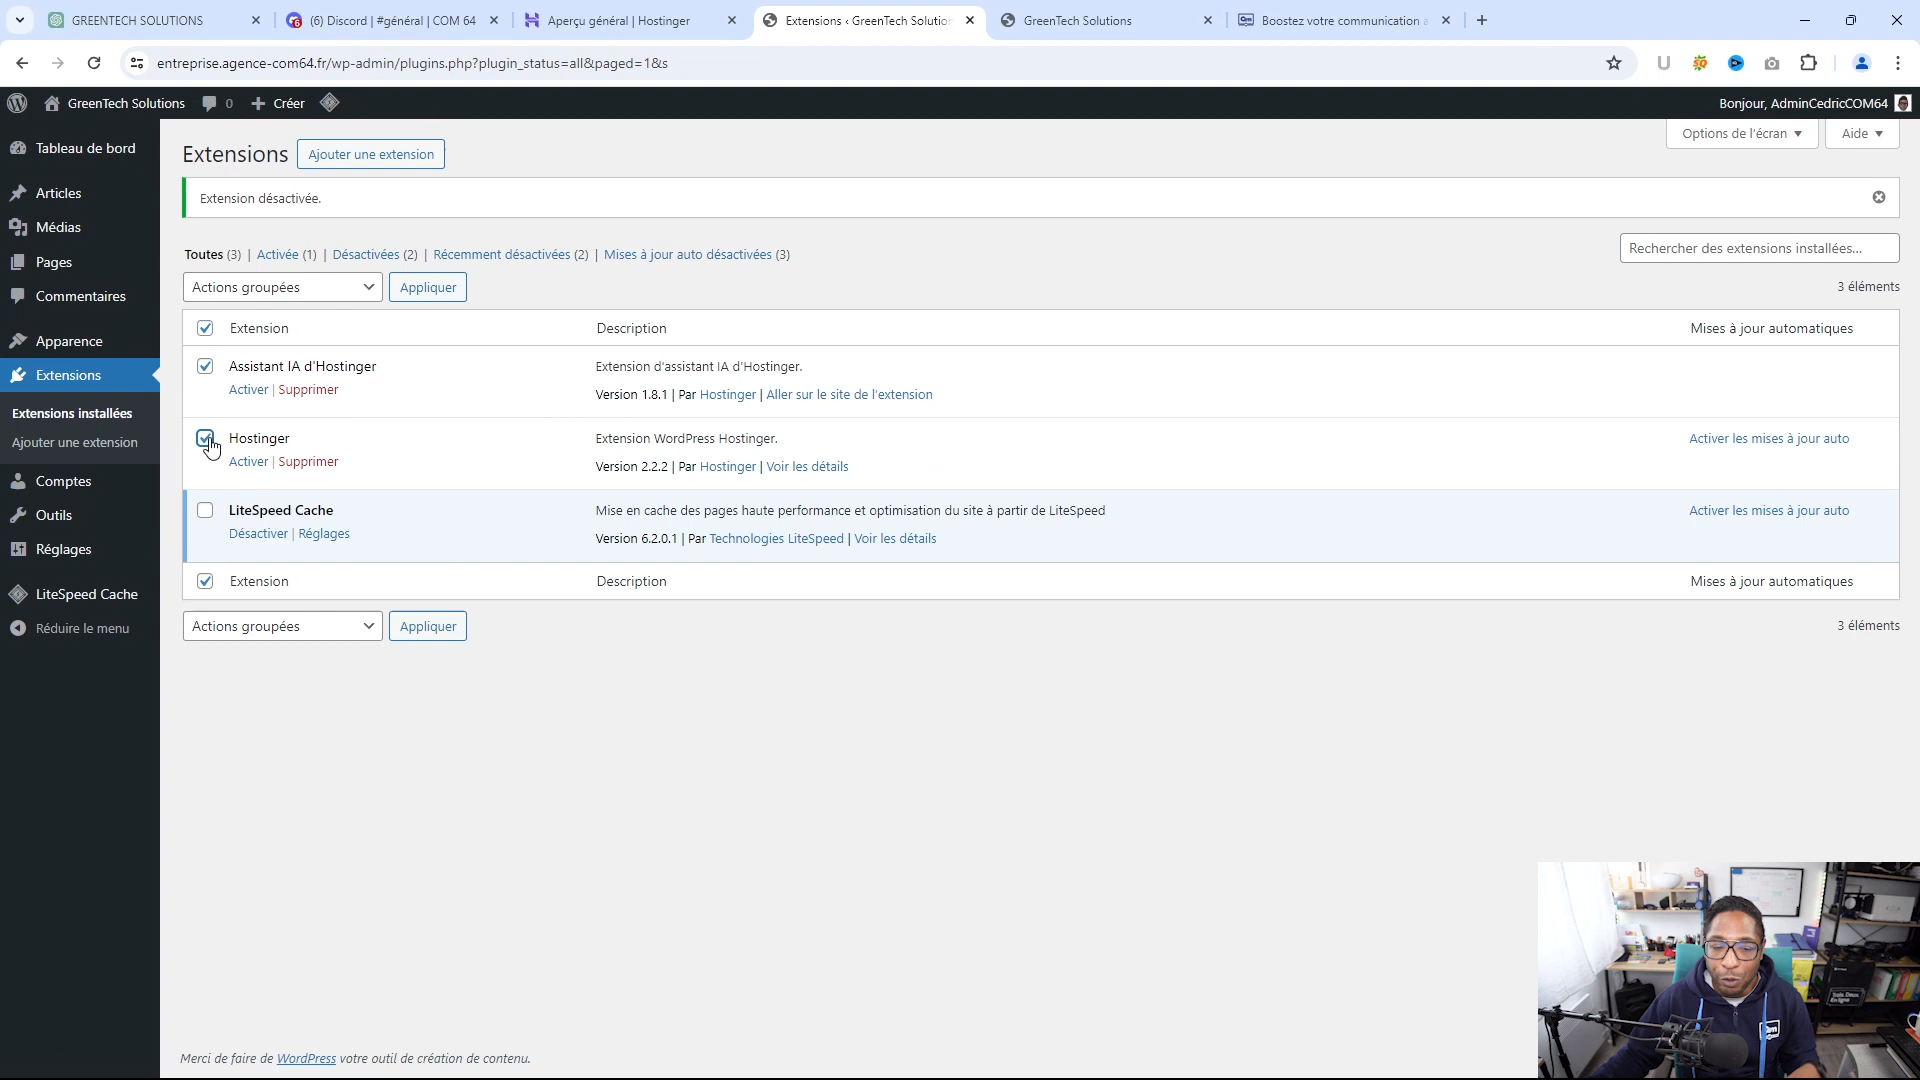 GREENTECH SOLUTIONS
(6) Discord | #général | COM 64
Aperçu général | Hostinger
Extensions ‹ GreenTech Solution
GreenTech Solutions
Boostez votre communication a
entreprise.agence-com64.fr/wp-admin/plugins.php?plugin_status=all&paged=1&s
GreenTech Solutions
0
Créer
Bonjour, AdminCedricCOM64
Tableau de bord
Articles
Médias
Pages
Commentaires
Apparence
Extensions
Extensions installées
Ajouter une extension
Comptes
Outils
Réglages
LiteSpeed Cache
Réduire le menu
Options de l'écran
Aide
Extensions
Ajouter une extension
Extension désactivée.
Toutes (3) | Activée (1) | Désactivées (2) | Récemment désactivées (2) | Mises à jour auto désactivées (3)
Rechercher des extensions installées...
Actions groupées
Appliquer
3 éléments
Extension Description Mises à jour automatiques
Assistant IA d'Hostinger
Activer | Supprimer
Extension d'assistant IA d'Hostinger.
Version 1.8.1 | Par Hostinger | Aller sur le site de l'extension
Hostinger
Activer | Supprimer
Extension WordPress Hostinger.
Version 2.2.2 | Par Hostinger | Voir les détails
Activer les mises à jour auto
LiteSpeed Cache
Désactiver | Réglages
Mise en cache des pages haute performance et optimisation du site à partir de LiteSpeed
Version 6.2.0.1 | Par Technologies LiteSpeed | Voir les détails
Activer les mises à jour auto
Extension Description Mises à jour automatiques
Actions groupées
Appliquer
3 éléments
Merci de faire de WordPress votre outil de création de contenu.